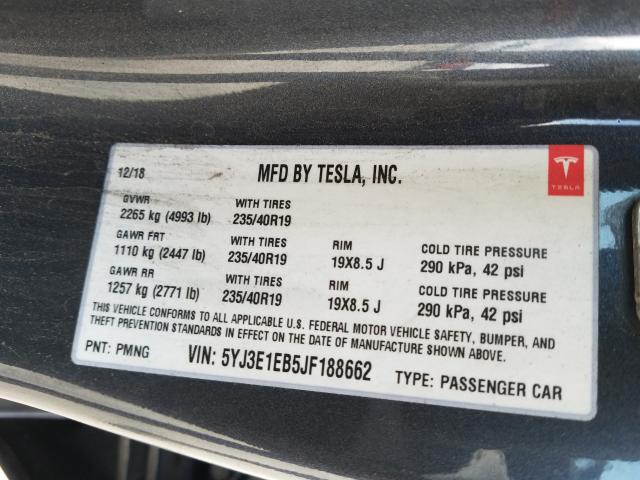 12/18 MFD BY TESLA, INC. TESLA
GVWR WITH TIRES
2265 kg (4993 lb) 235/40R19
GAWR FRT WITH TIRES RIM COLD TIRE PRESSURE
1110 kg (2447 lb) 235/40R19 19X8.5 J 290 kPa, 42 psi
GAWR RR WITH TIRES RIM COLD TIRE PRESSURE
1257 kg (2771 lb) 235/40R19 19X8.5 J 290 kPa, 42 psi
THIS VEHICLE CONFORMS TO ALL APPLICABLE U.S. FEDERAL MOTOR VEHICLE SAFETY, BUMPER, AND
THEFT PREVENTION STANDARDS IN EFFECT ON THE DATE OF MANUFACTURE SHOWN ABOVE.
PNT: PMNG VIN: 5YJ3E1EB5JF188662 TYPE: PASSENGER CAR